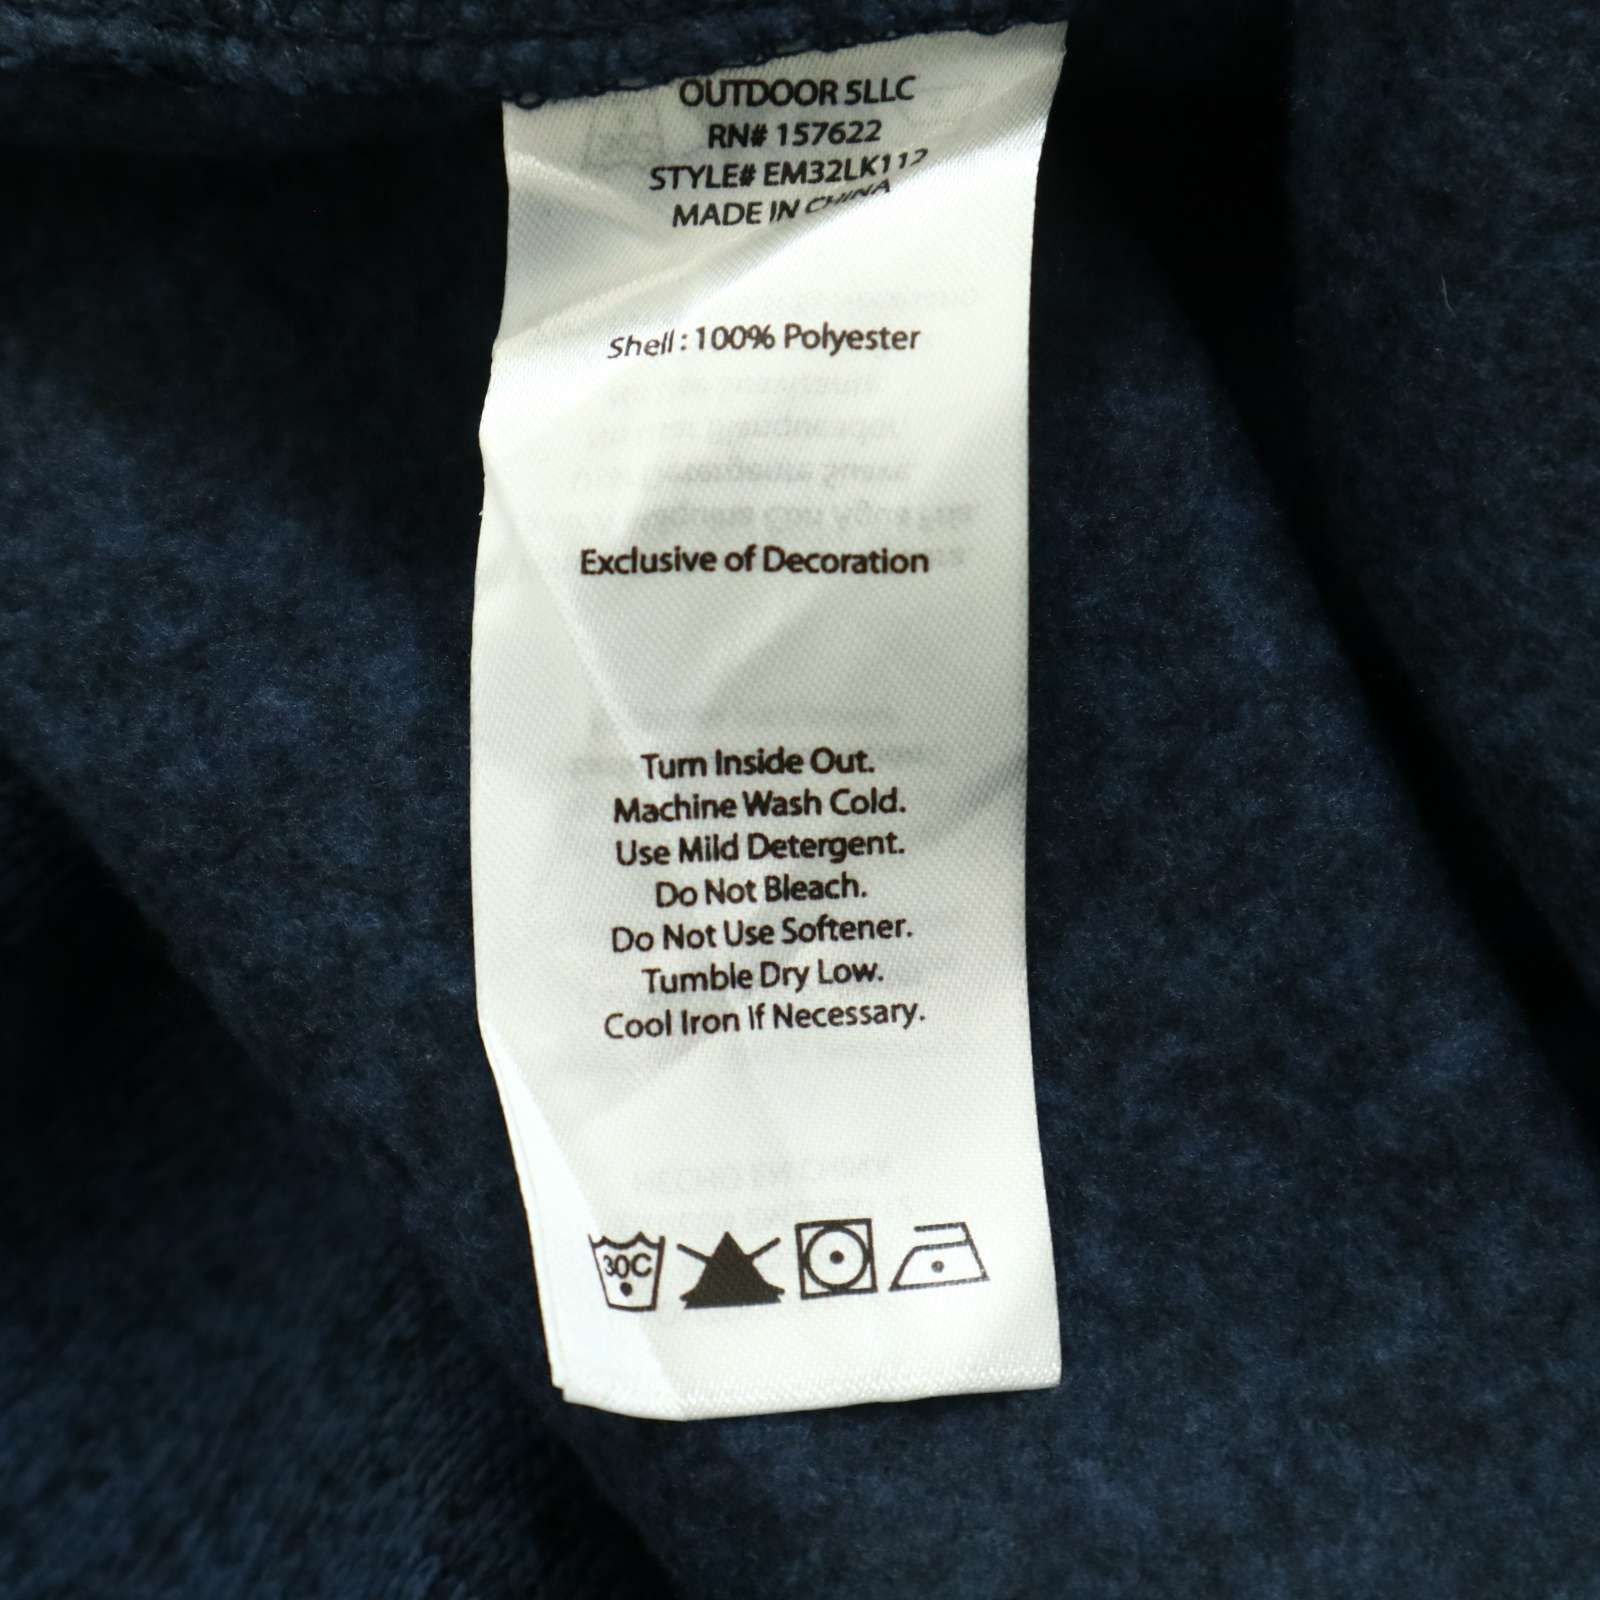 OUTDOOR 5LLC
RN# 157622
STYLE# EM32LK112
MADE IN CHINA
Shell : 100% Polyester
Exclusive of Decoration
Turn Inside Out.
Machine Wash Cold.
Use Mild Detergent.
Do Not Bleach.
Do Not Use Softener.
Tumble Dry Low.
Cool Iron If Necessary.
30C